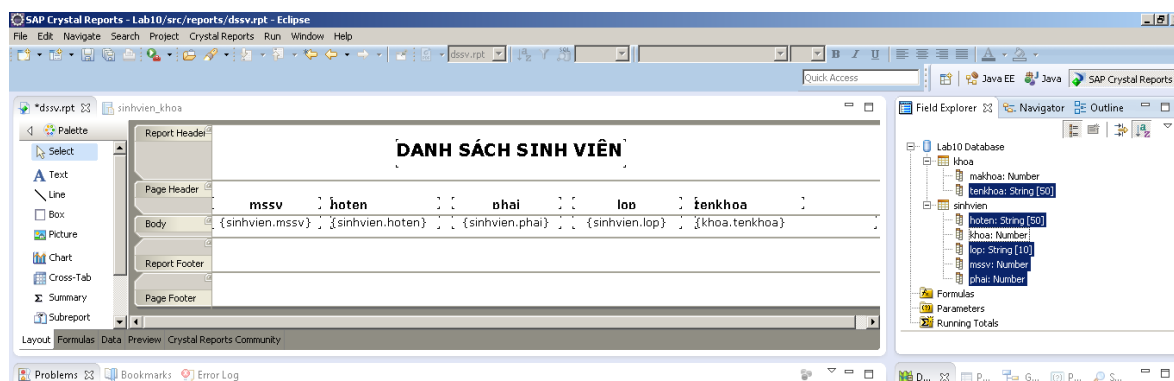 SAP Crystal Reports - Lab10/src/reports/dssv.rpt - Eclipse
File Edit Navigate Search Project Crystal Reports Run Window Help
dssv.rpt B I U A
Quick Access Java EE Java SAP Crystal Reports
*dssv.rpt sinhvien_khoa
Palette
Select
Text
Line
Box
Picture
Chart
Cross-Tab
Summary
Subreport
Report Header
DANH SÁCH SINH VIÊN
Page Header
mssv hoten phai lop tenkhoa
Body {sinhvien.mssv} {sinhvien.hoten} {sinhvien.phai} {sinhvien.lop} {khoa.tenkhoa}
Report Footer
Page Footer
Layout Formulas Data Preview Crystal Reports Community
Field Explorer Navigator Outline
Lab10 Database
khoa
makhoa: Number
tenkhoa: String [50]
sinhvien
hoten: String [50]
khoa: Number
lop: String [10]
mssv: Number
phai: Number
Formulas
Parameters
Running Totals
Problems Bookmarks Error Log
D... P... G... P... S...